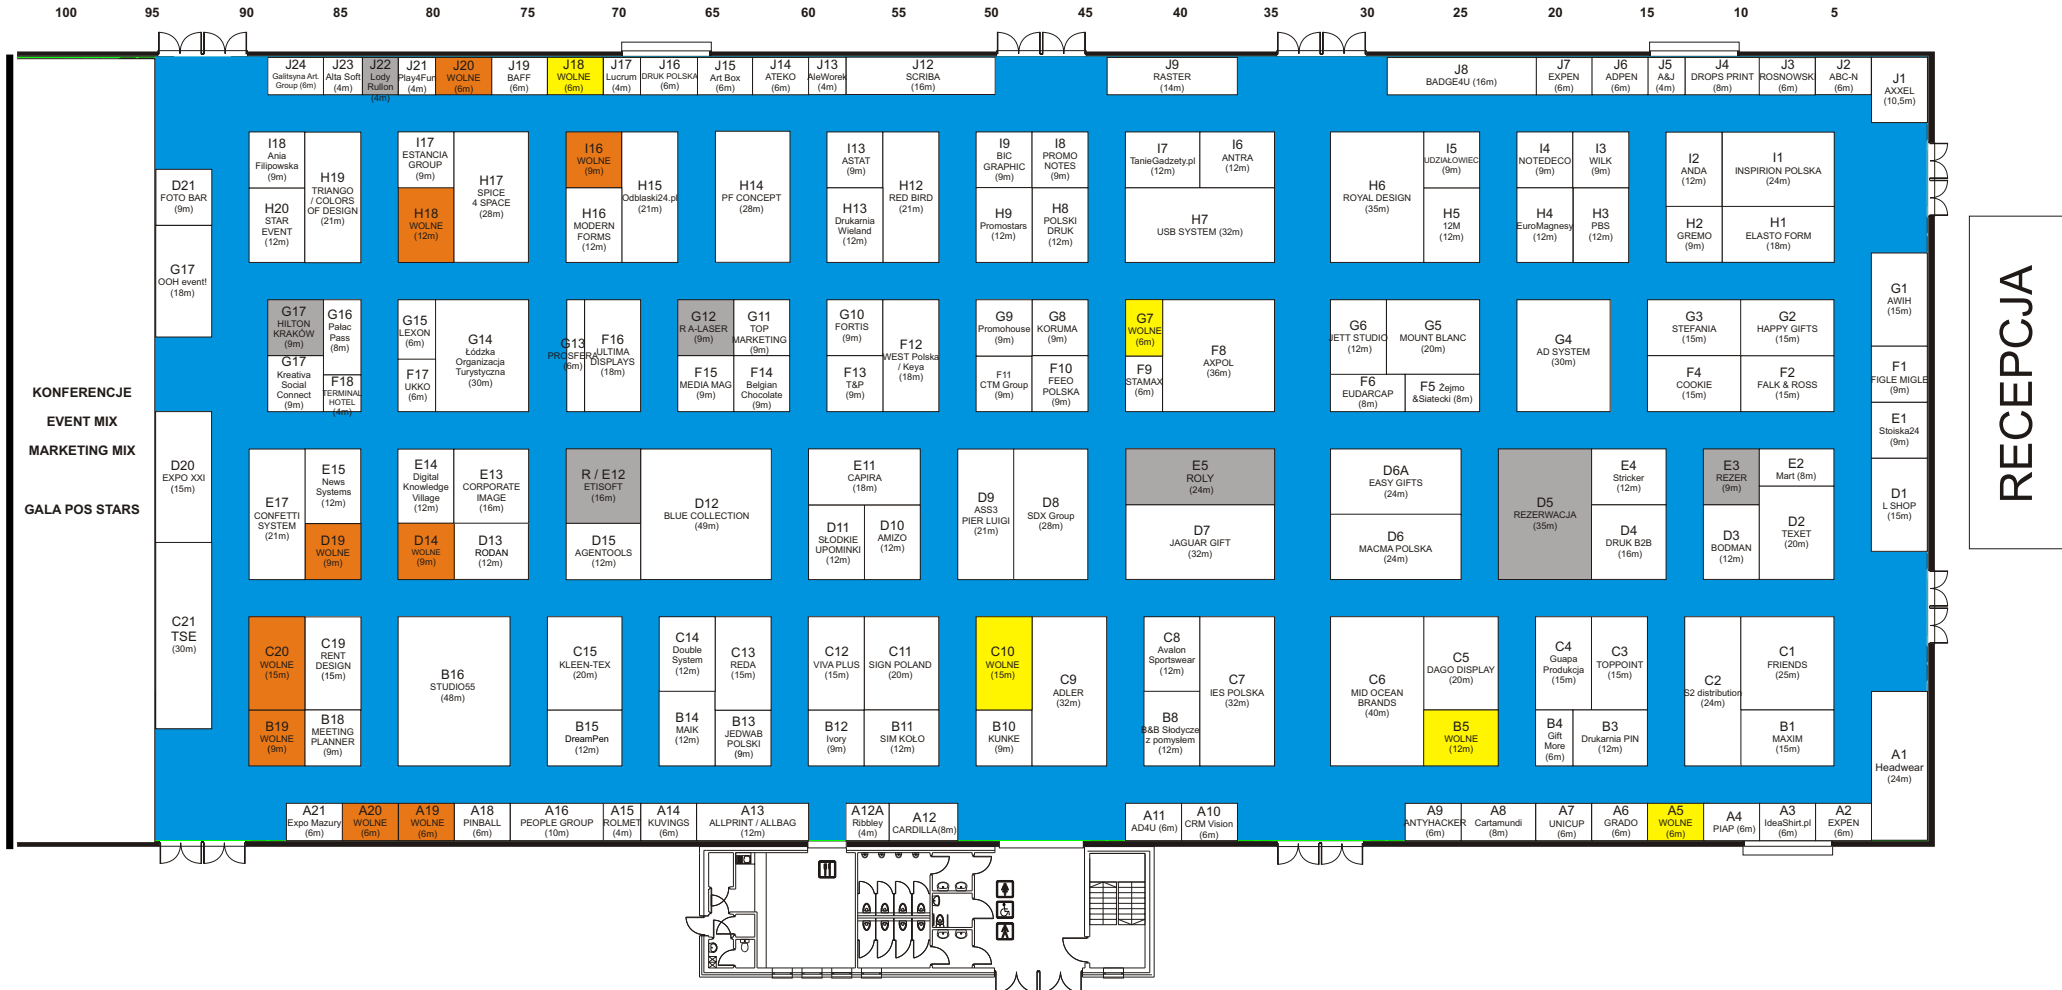 100 95 90 85 80 75 70 65 60 55 50 45 40 35 30 25 20 15 10 5
J24
Galitsyna Art.
Group (6m)
J23
Alta Soft
(4m)
J22
Lody
Rullon
(4m)
J21
Play4Fun
(4m)
J20
WOLNE
(6m)
J19
BAFF
(6m)
J18
WOLNE
(6m)
J17
Lucrum
(4m)
J16
DRUK POLSKA
(6m)
J15
Art Box
(6m)
J14
ATEKO
(6m)
J13
AleWorek
(4m)
J12
SCRIBA
(16m)
J9
RASTER
(14m)
J8
BADGE4U (16m)
J7
EXPEN
(6m)
J6
ADPEN
(6m)
J5
A&J
(4m)
J4
DROPS PRINT
(8m)
J3
ROSNOWSKI
(6m)
J2
ABC-N
(6m)
J1
AXXEL
(10,5m)
I18
Ania
Filipowska
(9m)
H19
TRIANGO
/ COLORS
OF DESIGN
(21m)
H20
STAR
EVENT
(12m)
I17
ESTANCIA
GROUP
(9m)
H17
SPICE
4 SPACE
(28m)
H18
WOLNE
(12m)
I16
WOLNE
(9m)
H15
Odblaski24.pl
(21m)
H16
MODERN
FORMS
(12m)
H14
PF CONCEPT
(28m)
I13
ASTAT
(9m)
H12
RED BIRD
(21m)
H13
Drukarnia
Wieland
(12m)
I9
BIC
GRAPHIC
(9m)
I8
PROMO
NOTES
(9m)
H9
Promostars
(12m)
H8
POLSKI
DRUK
(12m)
I7
TanieGadzety.pl
(12m)
I6
ANTRA
(12m)
H7
USB SYSTEM (32m)
H6
ROYAL DESIGN
(35m)
I5
UDZIAŁOWIEC
(9m)
H5
12M
(12m)
I4
NOTEDECO
(9m)
I3
WILK
(9m)
H4
EuroMagnesy
(12m)
H3
PBS
(12m)
I2
ANDA
(12m)
I1
INSPIRION POLSKA
(24m)
H2
GREMO
(9m)
H1
ELASTO FORM
(18m)
D21
FOTO BAR
(9m)
G17
OOH event!
(18m)
G17
HILTON
KRAKÓW
(9m)
G16
Pałac
Pass
(8m)
G17
Kreativa
Social
Connect
(9m)
F18
TERMINAL
HOTEL
(4m)
G15
LEXON
(6m)
G14
Łódzka
Organizacja
Turystyczna
(30m)
F17
UKKO
(6m)
G13
PROSFERA
(6m)
F16
ULTIMA
DISPLAYS
(18m)
G12
R A-LASER
(9m)
G11
TOP
MARKETING
(9m)
F15
MEDIA MAG
(9m)
F14
Belgian
Chocolate
(9m)
G10
FORTIS
(9m)
F12
WEST Polska
/ Keya
(18m)
F13
T&P
(9m)
G9
Promohouse
(9m)
G8
KORUMA
(9m)
F11
CTM Group
(9m)
F10
FEEO
POLSKA
(9m)
G7
WOLNE
(6m)
F8
AXPOL
(36m)
F9
STAMAX
(6m)
G6
JETT STUDIO
(12m)
G5
MOUNT BLANC
(20m)
F6
EUDARCAP
(8m)
F5 Żejmo
&Siatecki (8m)
G4
AD SYSTEM
(30m)
G3
STEFANIA
(15m)
G2
HAPPY GIFTS
(15m)
F4
COOKIE
(15m)
F2
FALK & ROSS
(15m)
G1
AWIH
(15m)
F1
FIGLE MIGLE
(9m)
E1
Stoiska24
(9m)
D1
L SHOP
(15m)
RECEPCJA
KONFERENCJE
EVENT MIX
MARKETING MIX
GALA POS STARS
D20
EXPO XXI
(15m)
C21
TSE
(30m)
E17
CONFETTI
SYSTEM
(21m)
E15
News
Systems
(12m)
D19
WOLNE
(9m)
E14
Digital
Knowledge
Village
(12m)
E13
CORPORATE
IMAGE
(16m)
D14
WOLNE
(9m)
D13
RODAN
(12m)
R / E12
ETISOFT
(16m)
D15
AGENTOOLS
(12m)
D12
BLUE COLLECTION
(49m)
E11
CAPIRA
(18m)
D11
SŁODKIE
UPOMINKI
(12m)
D10
AMIZO
(12m)
D9
ASS3
PIER LUIGI
(21m)
D8
SDX Group
(28m)
E5
ROLY
(24m)
D7
JAGUAR GIFT
(32m)
D6A
EASY GIFTS
(24m)
D6
MACMA POLSKA
(24m)
D5
REZERWACJA
(35m)
E4
Stricker
(12m)
D4
DRUK B2B
(16m)
E3
REZER
(9m)
E2
Mart (8m)
D3
BODMAN
(12m)
D2
TEXET
(20m)
C20
WOLNE
(15m)
C19
RENT
DESIGN
(15m)
B19
WOLNE
(9m)
B18
MEETING
PLANNER
(9m)
B16
STUDIO55
(48m)
C15
KLEEN-TEX
(20m)
B15
DreamPen
(12m)
C14
Double
System
(12m)
C13
REDA
(15m)
B14
MAIK
(12m)
B13
JEDWAB
POLSKI
(9m)
C12
VIVA PLUS
(15m)
C11
SIGN POLAND
(20m)
B12
Ivory
(9m)
B11
SIM KOŁO
(12m)
C10
WOLNE
(15m)
C9
ADLER
(32m)
B10
KUNKE
(9m)
C8
Avalon
Sportswear
(12m)
C7
IES POLSKA
(32m)
B8
B&B Słodycze
z pomysłem
(12m)
C6
MID OCEAN
BRANDS
(40m)
C5
DAGO DISPLAY
(20m)
B5
WOLNE
(12m)
C4
Guapa
Produkcja
(15m)
C3
TOPPOINT
(15m)
B4
Gift
More
(6m)
B3
Drukarnia PIN
(12m)
C2
S2 distribution
(24m)
C1
FRIENDS
(25m)
B1
MAXIM
(15m)
A1
Headwear
(24m)
A21
Expo Mazury
(6m)
A20
WOLNE
(6m)
A19
WOLNE
(6m)
A18
PINBALL
(6m)
A16
PEOPLE GROUP
(10m)
A15
ROLMET
(4m)
A14
KUVINGS
(6m)
A13
ALLPRINT / ALLBAG
(12m)
A12A
Ribbley
(4m)
A12
CARDILLA(8m)
A11
AD4U (6m)
A10
CRM Vision
(6m)
A9
ANTYHACKER
(6m)
A8
Cartamundi
(8m)
A7
UNICUP
(6m)
A6
GRADO
(6m)
A5
WOLNE
(6m)
A4
PIAP (6m)
A3
IdeaShirt.pl
(6m)
A2
EXPEN
(6m)